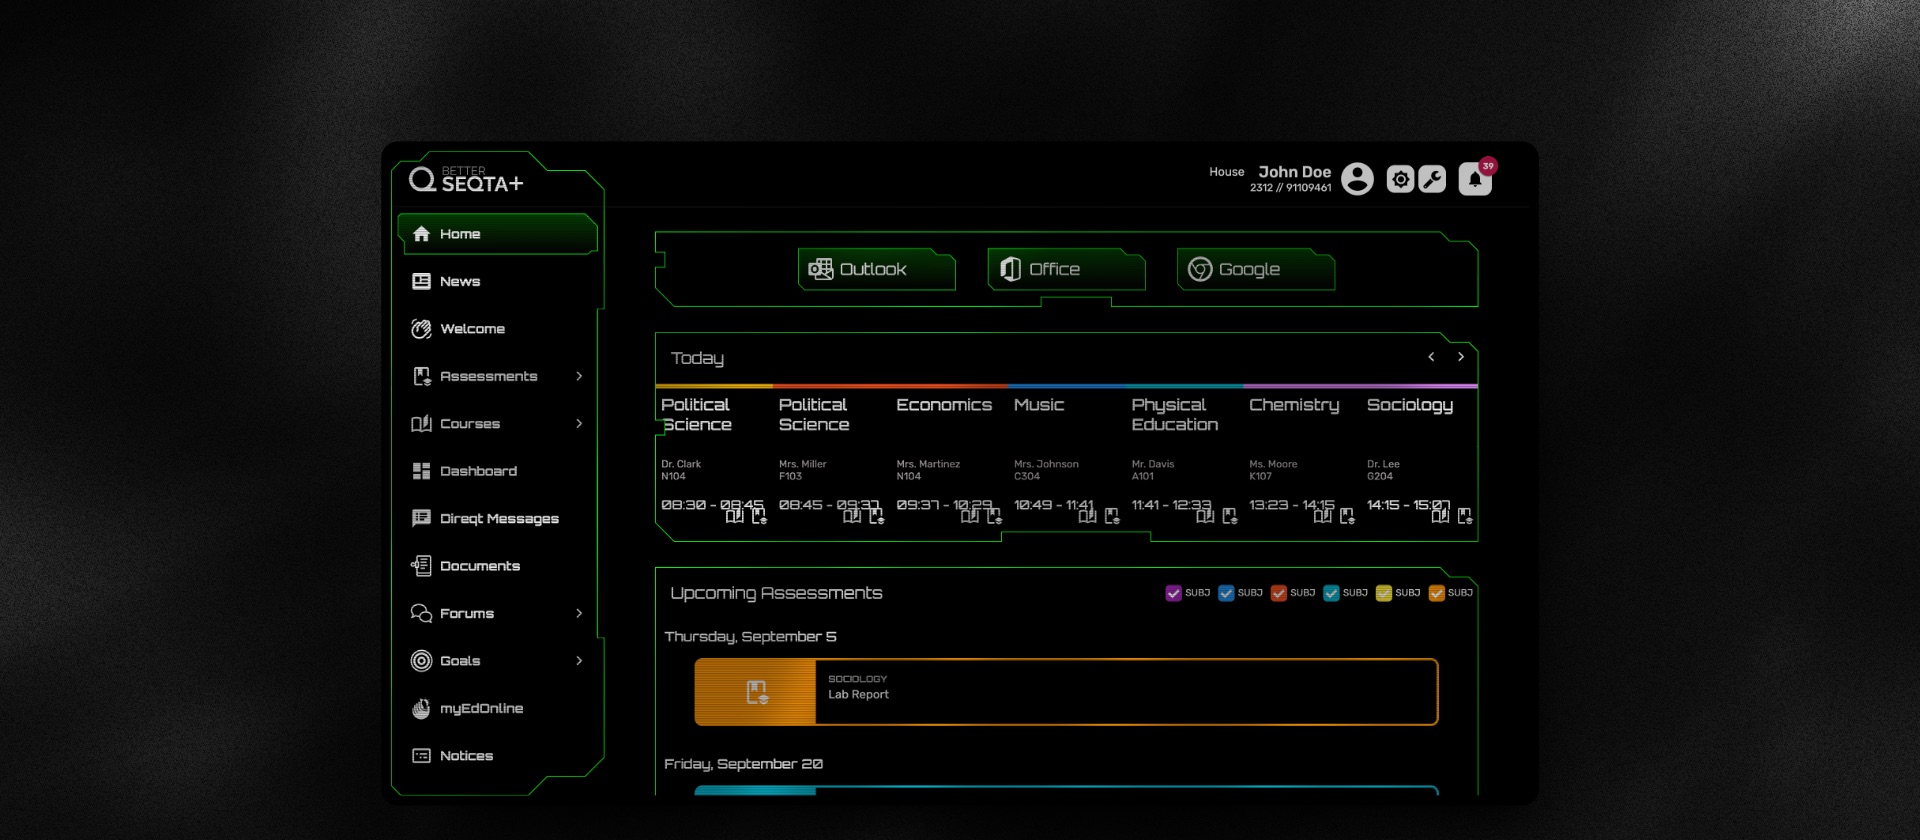 BETTER
SEQTA+
House John Doe
2312 // 91109461
39
Home
News
Welcome
Assessments
Courses
Dashboard
Direqt Messages
Documents
Forums
Goals
myEdOnline
Notices
Outlook
Office
Google
Today
Political Science
Dr. Clark
N104
08:30 - 08:45
Political Science
Mrs. Miller
F103
08:45 - 09:37
Economics
Mrs. Martinez
N104
09:37 - 10:29
Music
Mrs. Johnson
C304
10:49 - 11:41
Physical Education
Mr. Davis
A101
11:41 - 12:33
Chemistry
Ms. Moore
K107
13:23 - 14:15
Sociology
Dr. Lee
G204
14:15 - 15:07
Upcoming Assessments
SUBJ
SUBJ
SUBJ
SUBJ
SUBJ
SUBJ
Thursday, September 5
SOCIOLOGY
Lab Report
Friday, September 20